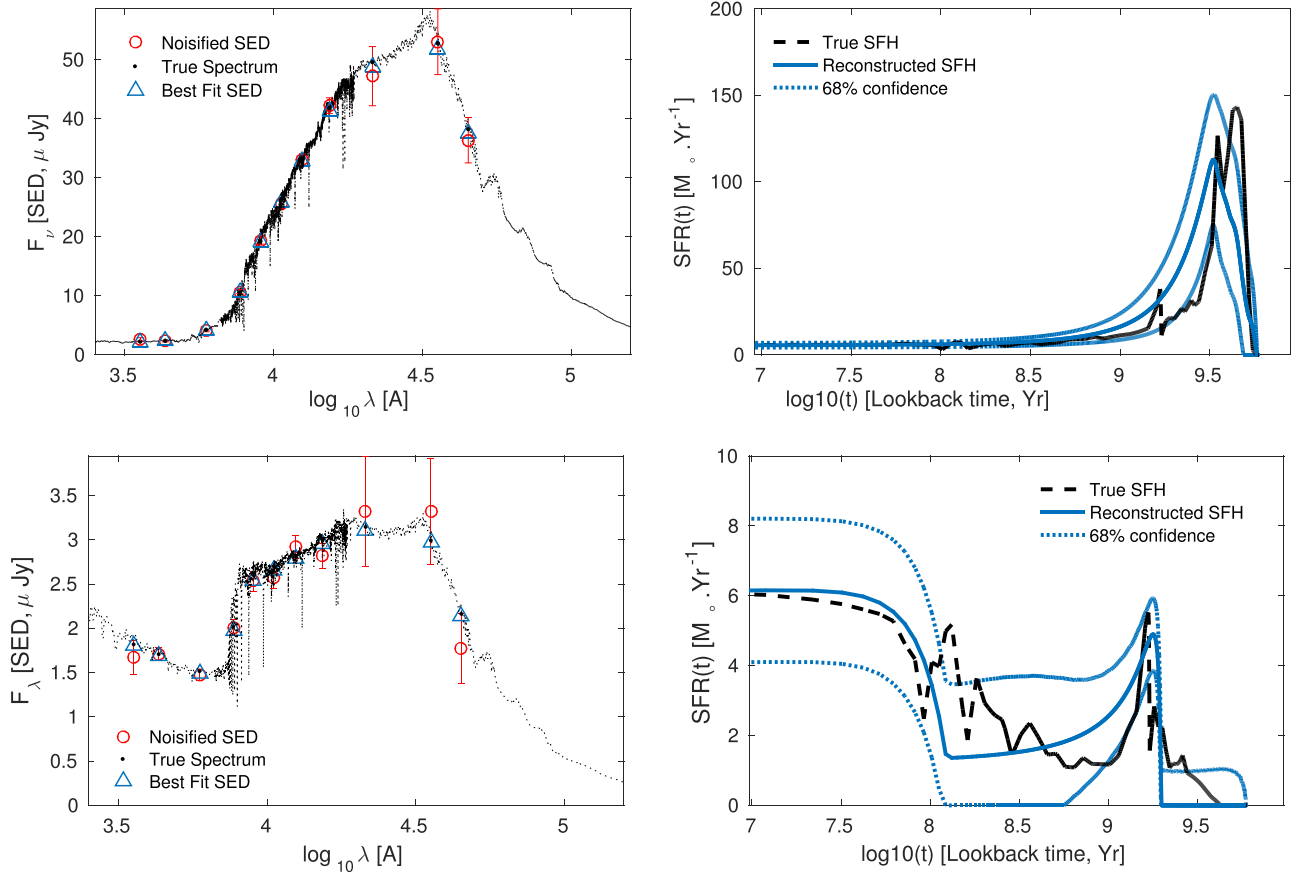 50
40
30
20
10
0
F_ν [SED, μ Jy]
Noisified SED
True Spectrum
Best Fit SED
3.5 4 4.5 5
log ₁₀ λ [A]
200
150
100
50
0
SFR(t) [M ₒ .Yr⁻¹]
True SFH
Reconstructed SFH
68% confidence
7 7.5 8 8.5 9 9.5
log10(t) [Lookback time, Yr]
3.5
3
2.5
2
1.5
1
0.5
0
F_λ [SED, μ Jy]
Noisified SED
True Spectrum
Best Fit SED
3.5 4 4.5 5
log ₁₀ λ [A]
10
8
6
4
2
0
SFR(t) [M ₒ .Yr⁻¹]
True SFH
Reconstructed SFH
68% confidence
7 7.5 8 8.5 9 9.5
log10(t) [Lookback time, Yr]